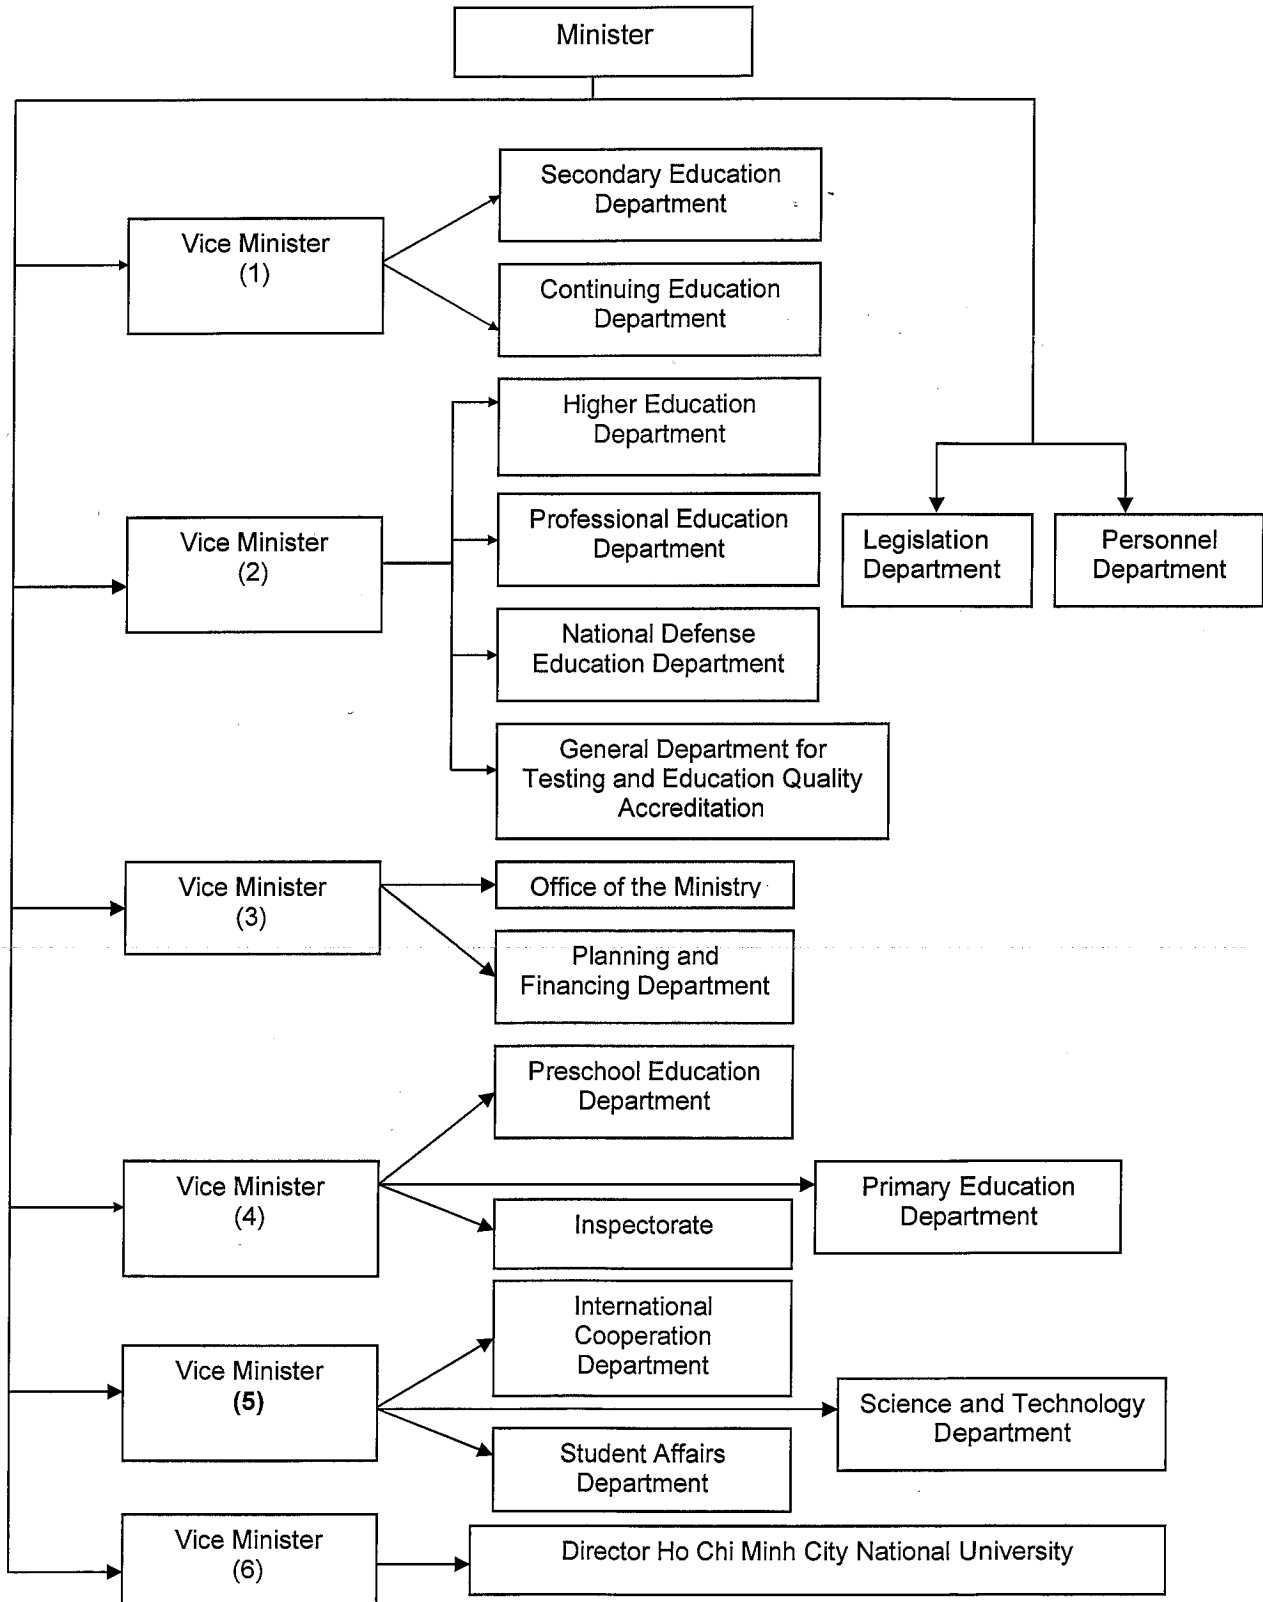 Minister
Secondary Education
Department
Vice Minister
(1)
Continuing Education
Department
Higher Education
Department
Professional Education
Department
Vice Minister
(2)
Legislation
Department
Personnel
Department
National Defense
Education Department
General Department for
Testing and Education Quality
Accreditation
Vice Minister
(3)
Office of the Ministry
Planning and
Financing Department
Preschool Education
Department
Vice Minister
(4)
Primary Education
Department
Inspectorate
International
Cooperation
Department
Vice Minister
(5)
Science and Technology
Department
Student Affairs
Department
Vice Minister
(6)
Director Ho Chi Minh City National University